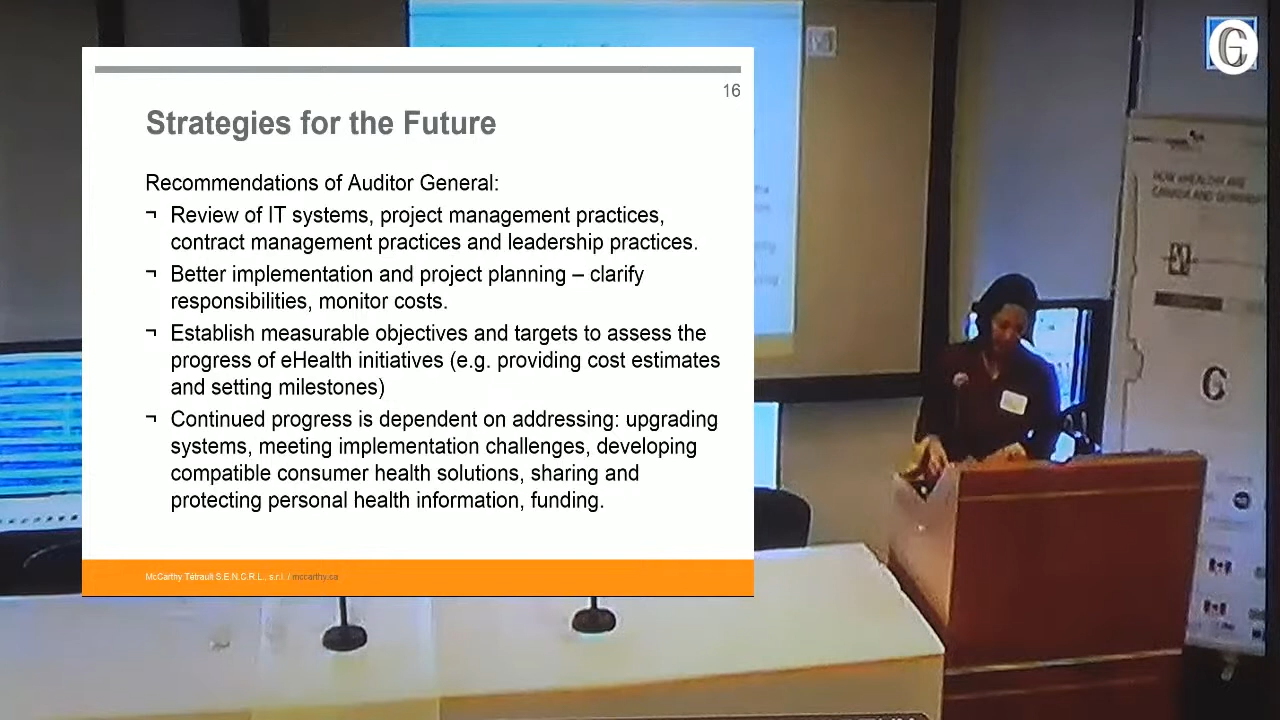 16
Strategies for the Future
Recommendations of Auditor General:
¬ Review of IT systems, project management practices,
contract management practices and leadership practices.
¬ Better implementation and project planning – clarify
responsibilities, monitor costs.
¬ Establish measurable objectives and targets to assess the
progress of eHealth initiatives (e.g. providing cost estimates
and setting milestones)
¬ Continued progress is dependent on addressing: upgrading
systems, meeting implementation challenges, developing
compatible consumer health solutions, sharing and
protecting personal health information, funding.
McCarthy Tétrault S.E.N.C.R.L., s.r.l. / mccarthy.ca
G
HOW HEALTHY ARE